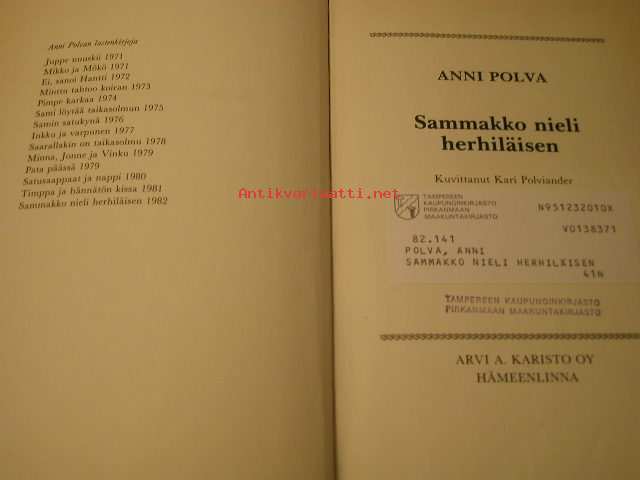 Anni Polvan lastenkirjoja
Juppe nuuskii 1971
Mikko ja Mökö 1971
Ei, sanoi Hantti 1972
Minttu tahtoo koiran 1973
Pimpe karkaa 1974
Sami löytää taikasolmun 1975
Samin satukynä 1976
Inkku ja varpunen 1977
Saarallakin on taikasolmu 1978
Minna, Jonne ja Vinku 1979
Pata päässä 1979
Satusaappaat ja nappi 1980
Timppa ja hännätön kissa 1981
Sammakko nieli herhiläisen 1982
Antikvariaatti.net
ANNI POLVA
Sammakko nieli
herhiläisen
Kuvittanut Kari Polviander
TAMPEREEN
KAUPUNGINKIRJASTO
PIRKANMAAN
MAAKUNTAKIRJASTO
N951232010X
V0138371
82.141
POLVA, ANNI
SAMMAKKO NIELI HERHILÄISEN
41N
TAMPEREEN KAUPUNGINKIRJASTO
PIRKANMAAN MAAKUNTAKIRJASTO
ARVI A. KARISTO OY
HÄMEENLINNA